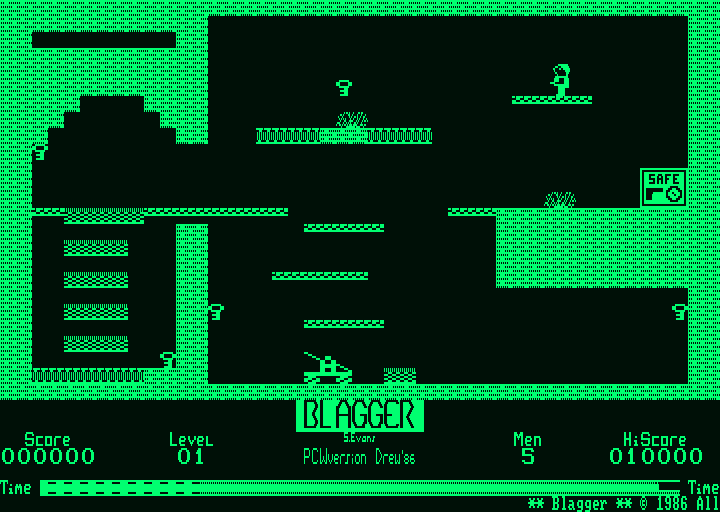 SAFE
BLAGGER
S.Evans
Score Level Men HiScore
000000 01 PCWversion Drew'86 5 010000
Time Time
** Blagger ** © 1986 All